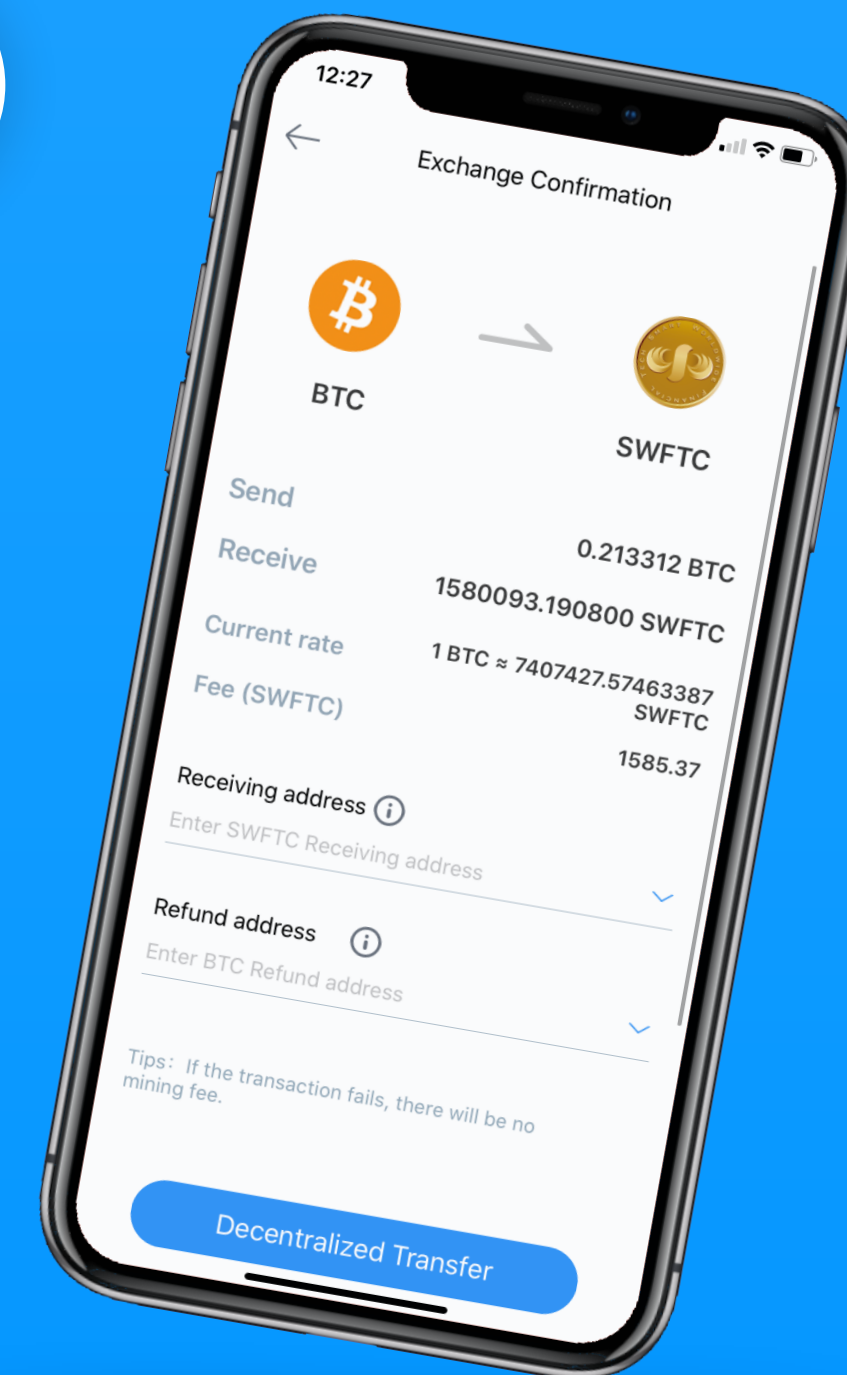 12:27
Exchange Confirmation
BTC
SWFTC
Send
0.213312 BTC
Receive
1580093.190800 SWFTC
Current rate
1 BTC ≈ 7407427.57463387
SWFTC
Fee (SWFTC)
1585.37
Receiving address
Enter SWFTC Receiving address
Refund address
Enter BTC Refund address
Tips: If the transaction fails, there will be no
mining fee.
Decentralized Transfer